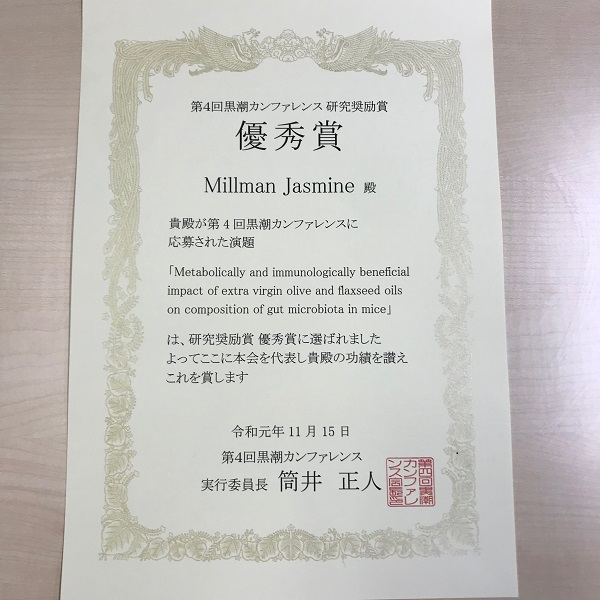 第4回黒潮カンファレンス 研究奨励賞
優秀賞
Millman Jasmine 殿
貴殿が第４回黒潮カンファレンスに
応募された演題
「Metabolically and immunologically beneficial
impact of extra virgin olive and flaxseed oils
on composition of gut microbiota in mice」
は、研究奨励賞 優秀賞に選ばれました
よってここに本会を代表し貴殿の功績を讃え
これを賞します
令和元年 11 月 15 日
第4回黒潮カンファレンス
実行委員長 筒井 正人